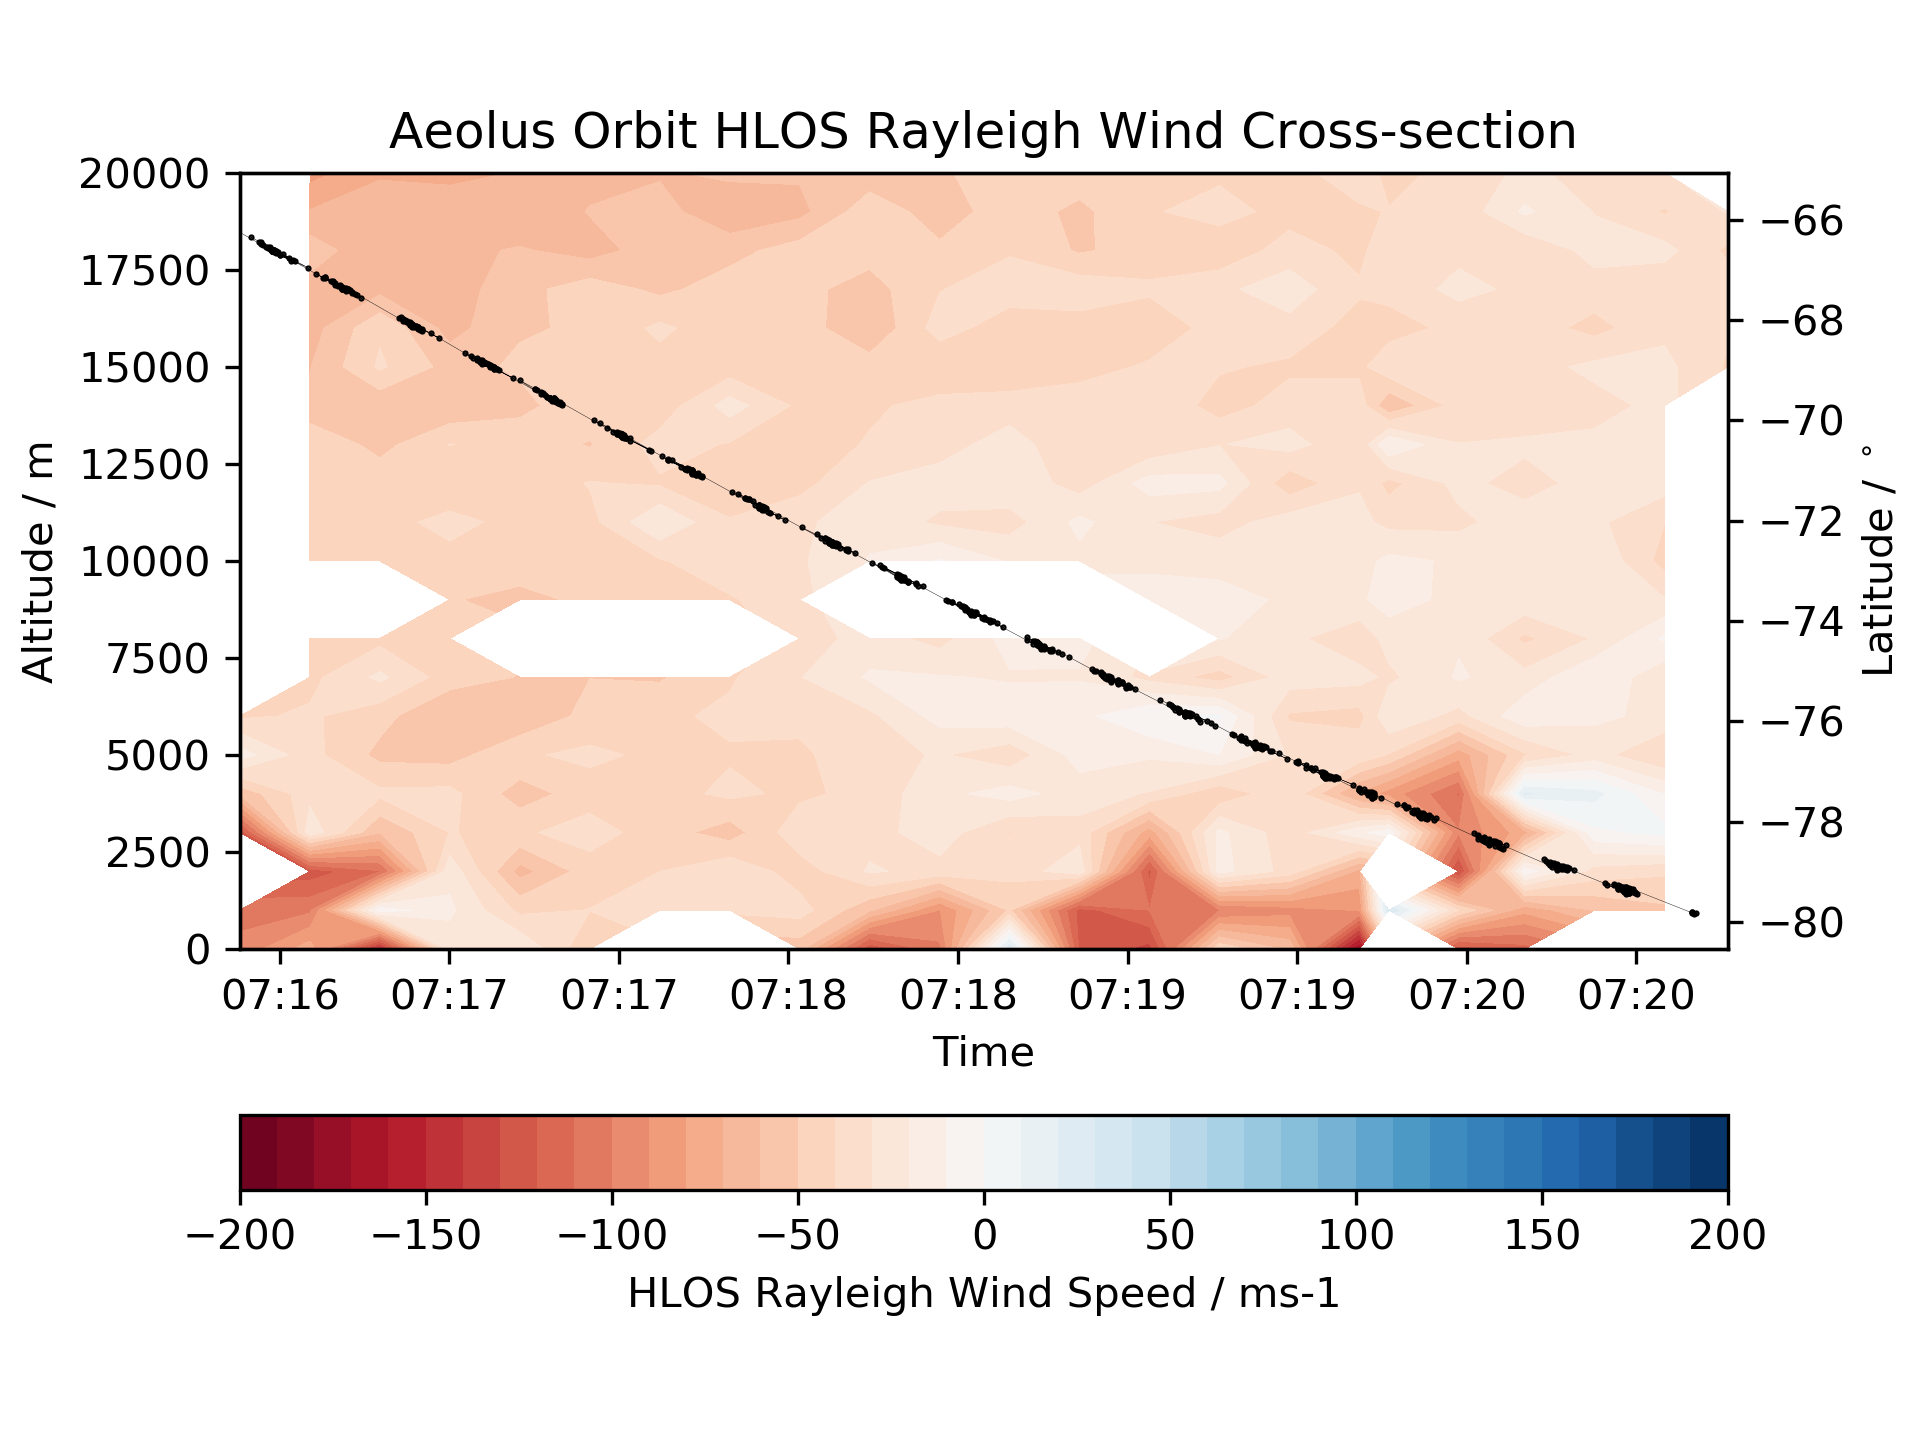 Aeolus Orbit HLOS Rayleigh Wind Cross-section
20000
17500
15000
12500
10000
7500
5000
2500
0
Altitude / m
−66
−68
−70
−72
−74
−76
−78
−80
Latitude / °
07:16 07:17 07:17 07:18 07:18 07:19 07:19 07:20 07:20
Time
−200 −150 −100 −50 0 50 100 150 200
HLOS Rayleigh Wind Speed / ms-1